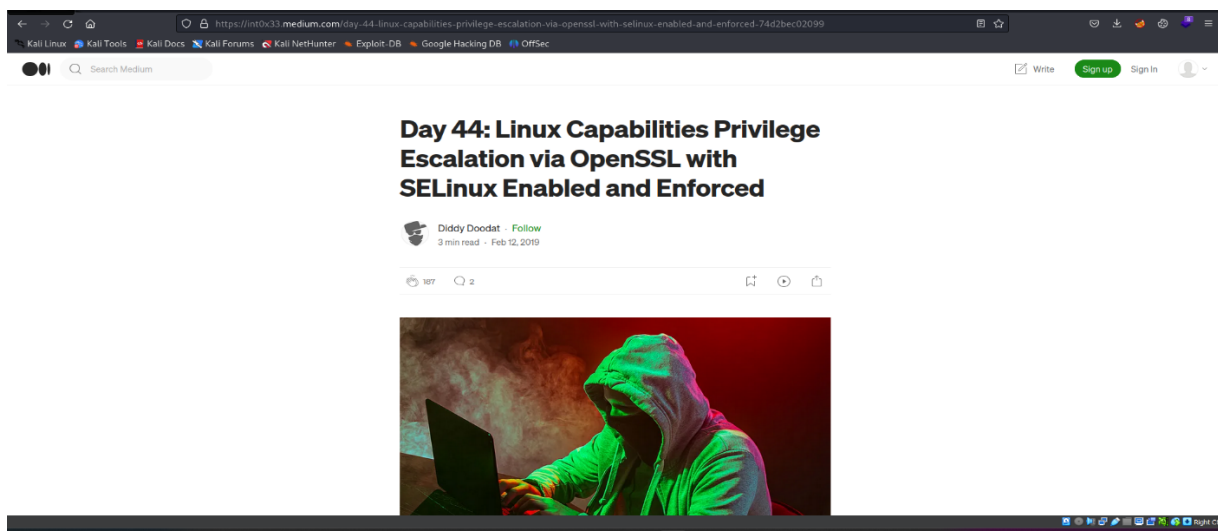 https://int0x33.medium.com/day-44-linux-capabilities-privilege-escalation-via-openssl-with-selinux-enabled-and-enforced-74d2bec02099
Kali Linux Kali Tools Kali Docs Kali Forums Kali NetHunter Exploit-DB Google Hacking DB OffSec
Search Medium Write Sign up Sign In
Day 44: Linux Capabilities Privilege
Escalation via OpenSSL with
SELinux Enabled and Enforced
Diddy Doodat · Follow
3 min read · Feb 12, 2019
187 2